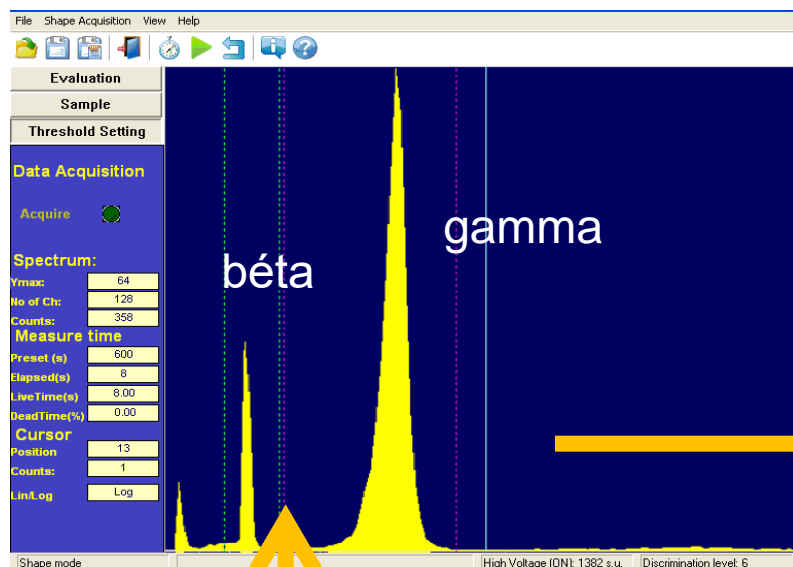 File Shape Acquisition View Help
Evaluation
Sample
Threshold Setting
Data Acquisition
Acquire
gamma
béta
Spectrum:
Ymax: 64
No of Ch: 128
Counts: 358
Measure time
Preset (s) 600
Elapsed(s) 8
LiveTime(s) 8.00
DeadTime(%) 0.00
Cursor
Position 13
Counts: 1
Lin/Log Log
Shape mode High Voltage (ON): 1382 s.u. Discrimination level: 6